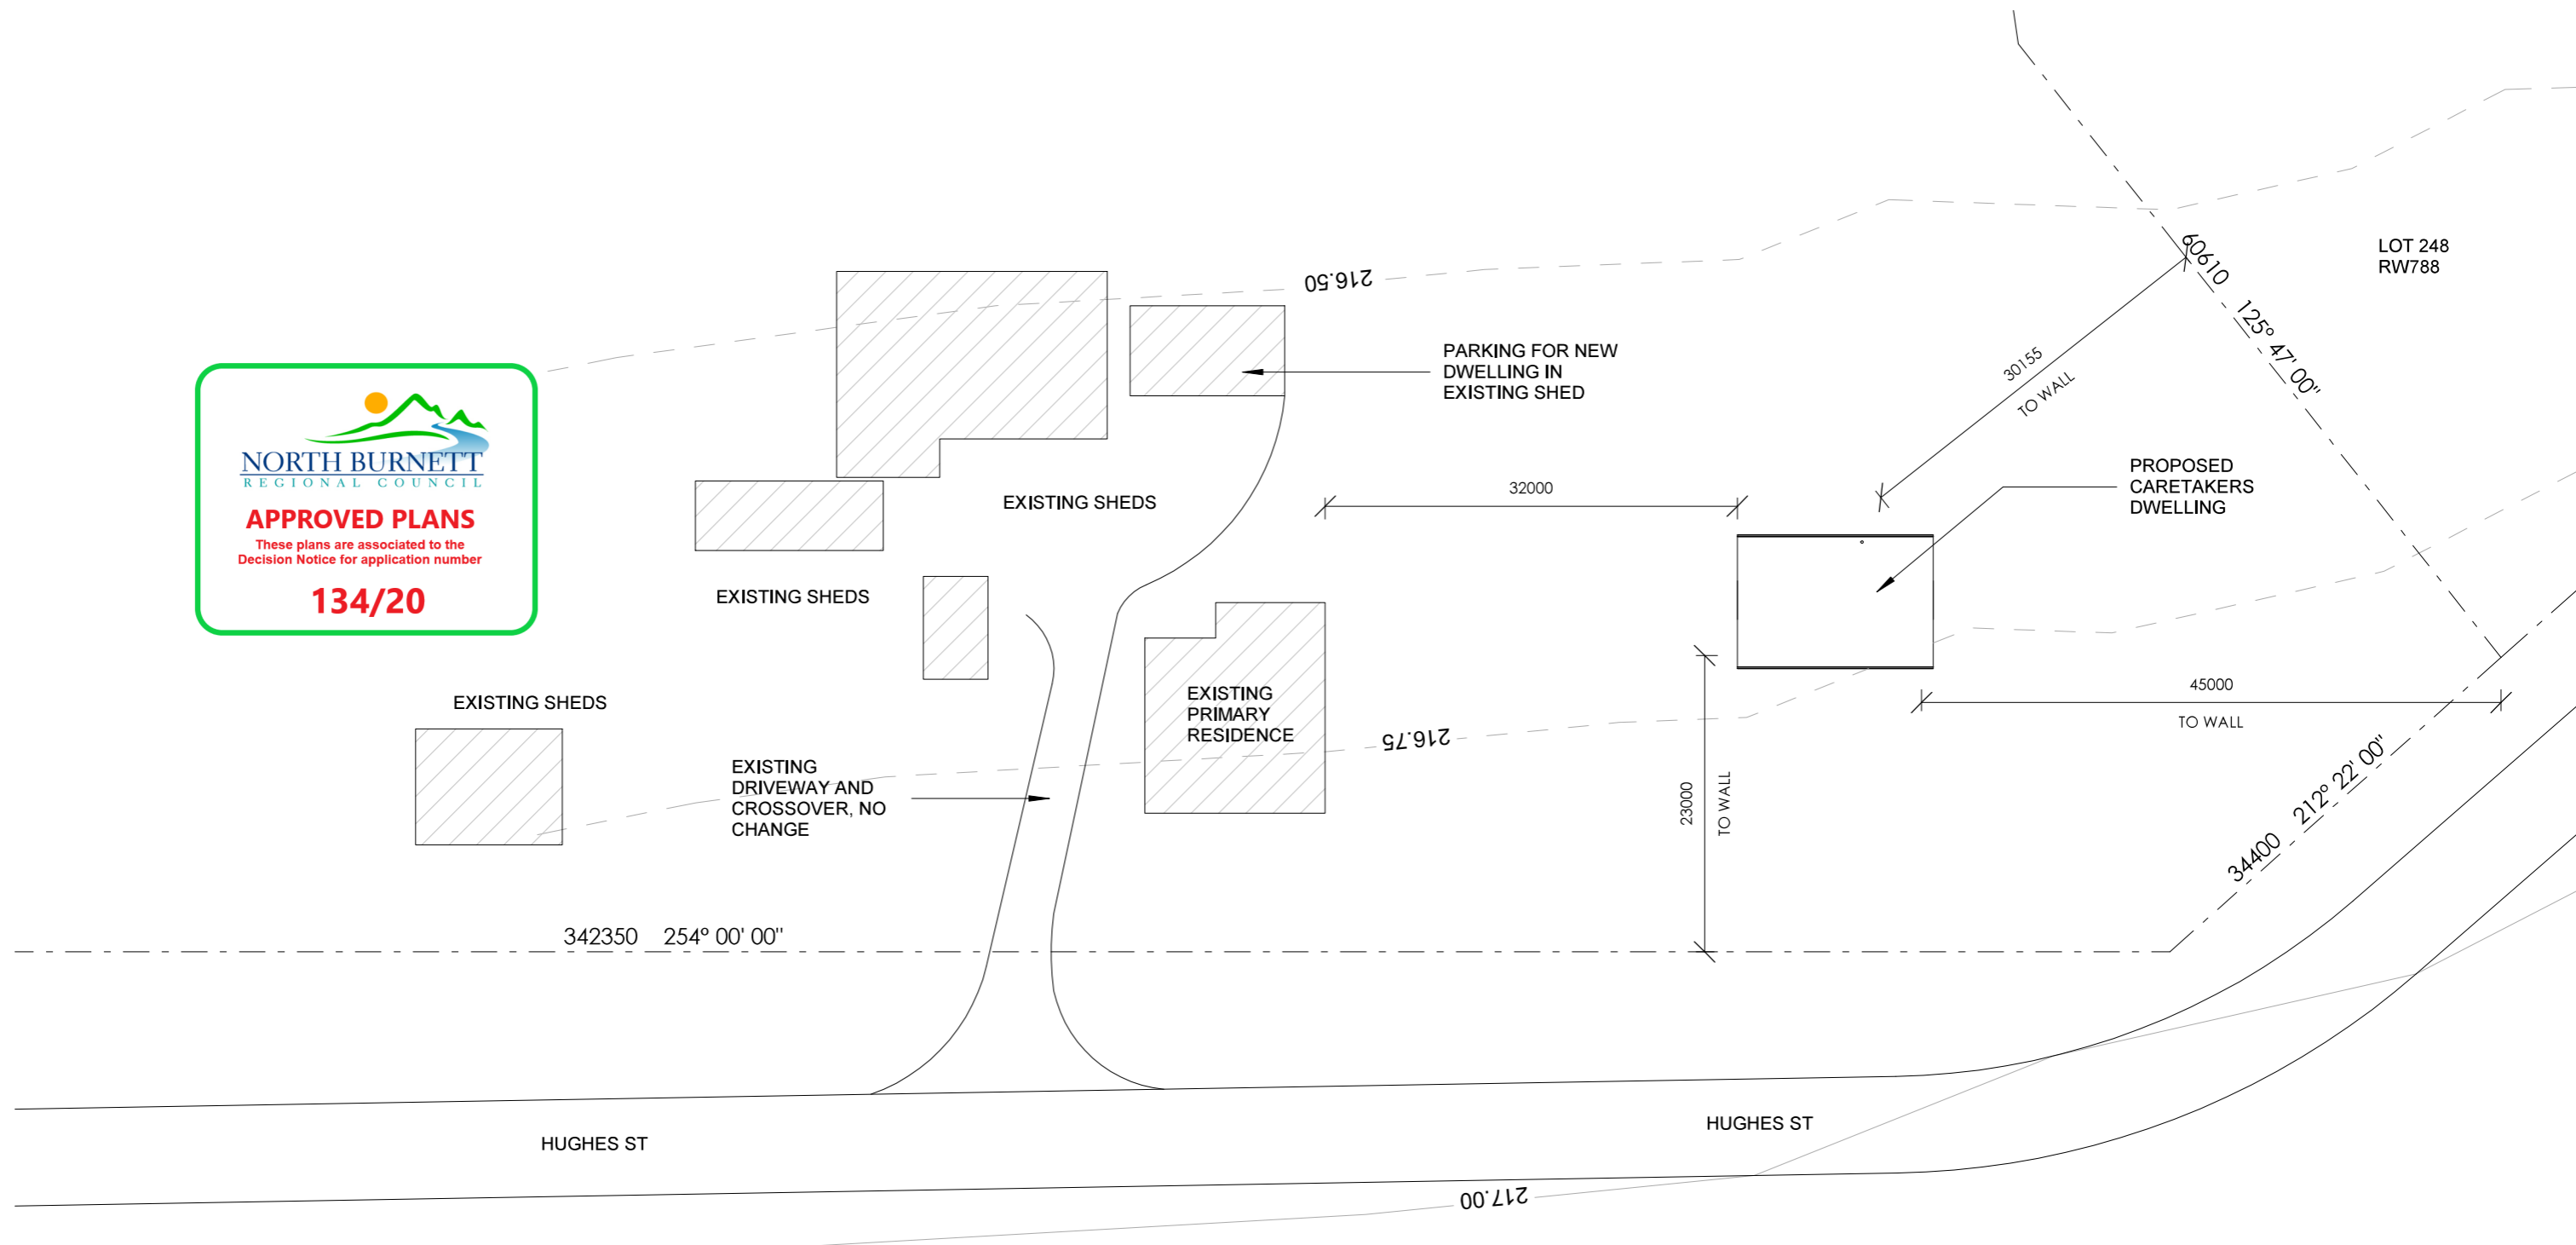 LOT 248
RW788
60610 125° 47' 00"
216.50
PARKING FOR NEW
DWELLING IN
EXISTING SHED
30155
TO WALL
NORTH BURNETT
REGIONAL COUNCIL
APPROVED PLANS
These plans are associated to the
Decision Notice for application number
134/20
EXISTING SHEDS
32000
PROPOSED
CARETAKERS
DWELLING
EXISTING SHEDS
EXISTING SHEDS
EXISTING
PRIMARY
RESIDENCE
45000
TO WALL
216.75
EXISTING
DRIVEWAY AND
CROSSOVER, NO
CHANGE
23000
TO WALL
34400 212° 22' 00"
342350 254° 00' 00"
HUGHES ST
HUGHES ST
217.00